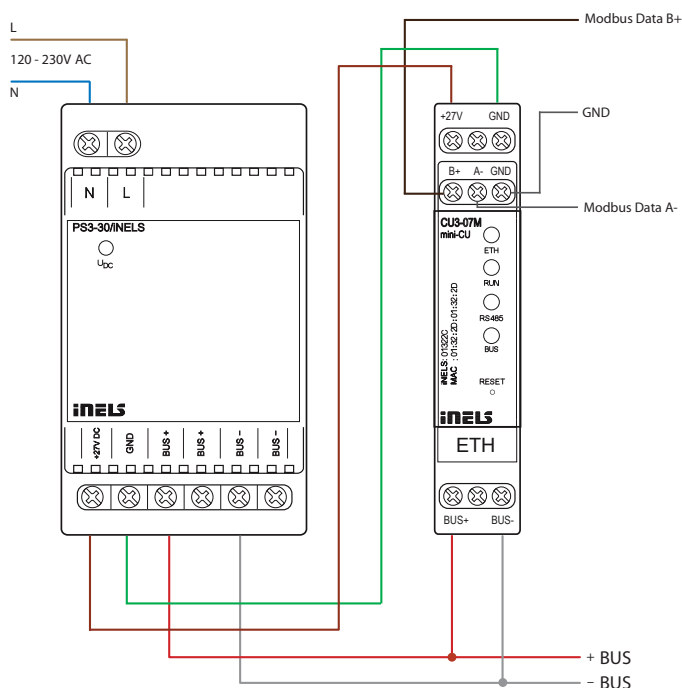 L
120 - 230V AC
N
Modbus Data B+
GND
Modbus Data A-
N L
PS3-30/iNELS
UDC
iNELS
+27V DC
GND
BUS +
BUS +
BUS -
BUS -
+27V GND
B+ A- GND
CU3-07M
mini-CU
ETH
RUN
RS485
BUS
iNELS: 01322C
MAC : 01:32:2D:01:32:2D
RESET
iNELS
ETH
BUS+ BUS-
+ BUS
- BUS